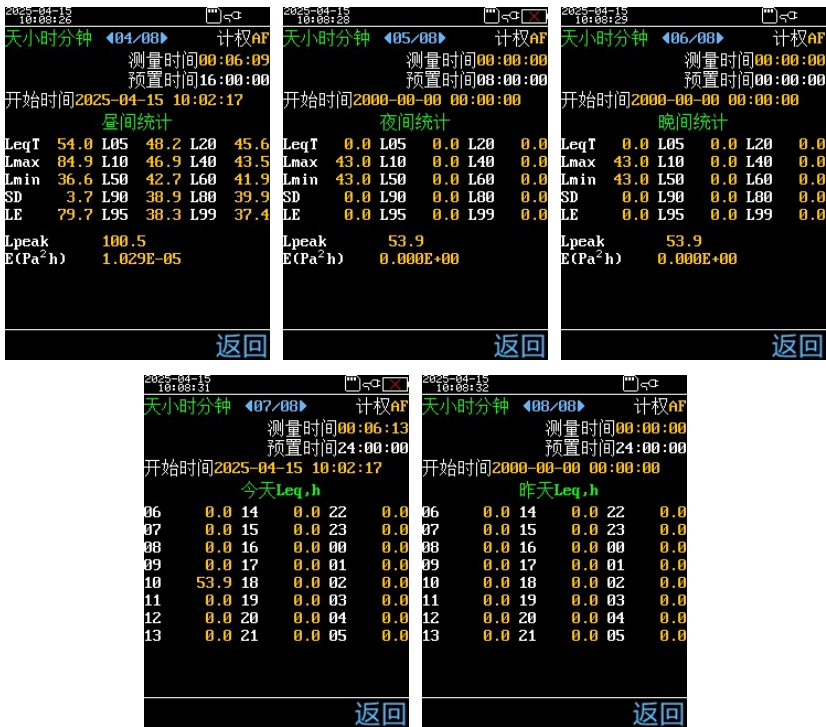 2025-04-15
10:08:26
天小时分钟 04/08 计权AF
测量时间00:06:09
预置时间16:00:00
开始时间2025-04-15 10:02:17
昼间统计
LeqT 54.0 L05 48.2 L20 45.6
Lmax 84.9 L10 46.9 L40 43.5
Lmin 36.6 L50 42.7 L60 41.9
SD 3.7 L90 38.9 L80 39.9
LE 79.7 L95 38.3 L99 37.4
Lpeak 100.5
E(Pa²h) 1.029E-05
返回
2025-04-15
10:08:28
天小时分钟 05/08 计权AF
测量时间00:00:00
预置时间08:00:00
开始时间2000-00-00 00:00:00
夜间统计
LeqT 0.0 L05 0.0 L20 0.0
Lmax 43.0 L10 0.0 L40 0.0
Lmin 43.0 L50 0.0 L60 0.0
SD 0.0 L90 0.0 L80 0.0
LE 0.0 L95 0.0 L99 0.0
Lpeak 53.9
E(Pa²h) 0.000E+00
返回
2025-04-15
10:08:29
天小时分钟 06/08 计权AF
测量时间00:00:00
预置时间00:00:00
开始时间2000-00-00 00:00:00
晚间统计
LeqT 0.0 L05 0.0 L20 0.0
Lmax 43.0 L10 0.0 L40 0.0
Lmin 43.0 L50 0.0 L60 0.0
SD 0.0 L90 0.0 L80 0.0
LE 0.0 L95 0.0 L99 0.0
Lpeak 53.9
E(Pa²h) 0.000E+00
返回
2025-04-15
10:08:31
天小时分钟 07/08 计权AF
测量时间00:06:13
预置时间24:00:00
开始时间2025-04-15 10:02:17
今天Leq,h
06 0.0 14 0.0 22 0.0
07 0.0 15 0.0 23 0.0
08 0.0 16 0.0 00 0.0
09 0.0 17 0.0 01 0.0
10 53.9 18 0.0 02 0.0
11 0.0 19 0.0 03 0.0
12 0.0 20 0.0 04 0.0
13 0.0 21 0.0 05 0.0
返回
2025-04-15
10:08:32
天小时分钟 08/08 计权AF
测量时间00:00:00
预置时间24:00:00
开始时间2000-00-00 00:00:00
昨天Leq,h
06 0.0 14 0.0 22 0.0
07 0.0 15 0.0 23 0.0
08 0.0 16 0.0 00 0.0
09 0.0 17 0.0 01 0.0
10 0.0 18 0.0 02 0.0
11 0.0 19 0.0 03 0.0
12 0.0 20 0.0 04 0.0
13 0.0 21 0.0 05 0.0
返回